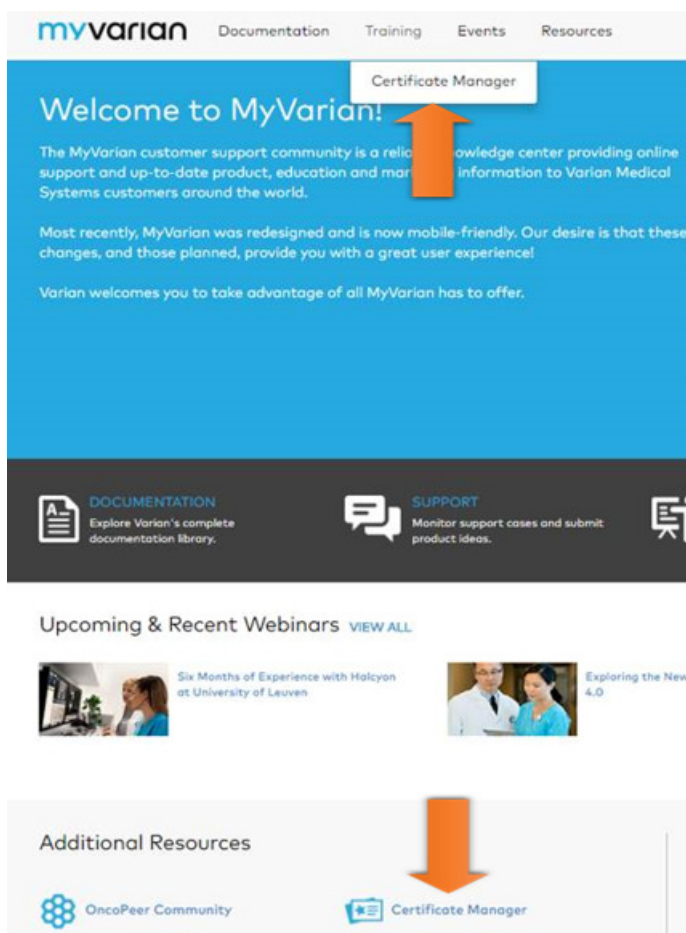 myvarian Documentation Training Events Resources
Certificate Manager
Welcome to MyVarian!
The MyVarian customer support community is a center providing online
support and up-to-date product, education and information to Varian Medical
Systems customers around the world.
Most recently, MyVarian was redesigned and is now mobile-friendly. Our desire is that these
changes, and those planned, provide you with a great user experience!
Varian welcomes you to take advantage of all MyVarian has to offer.
DOCUMENTATION
Explore Varian's complete
documentation library.
SUPPORT
Monitor support cases and submit
product ideas.
Upcoming & Recent Webinars VIEW ALL
Six Months of Experience with Halcyon
at University of Leuven
Exploring the New
4.0
Additional Resources
OncoPeer Community
Certificate Manager